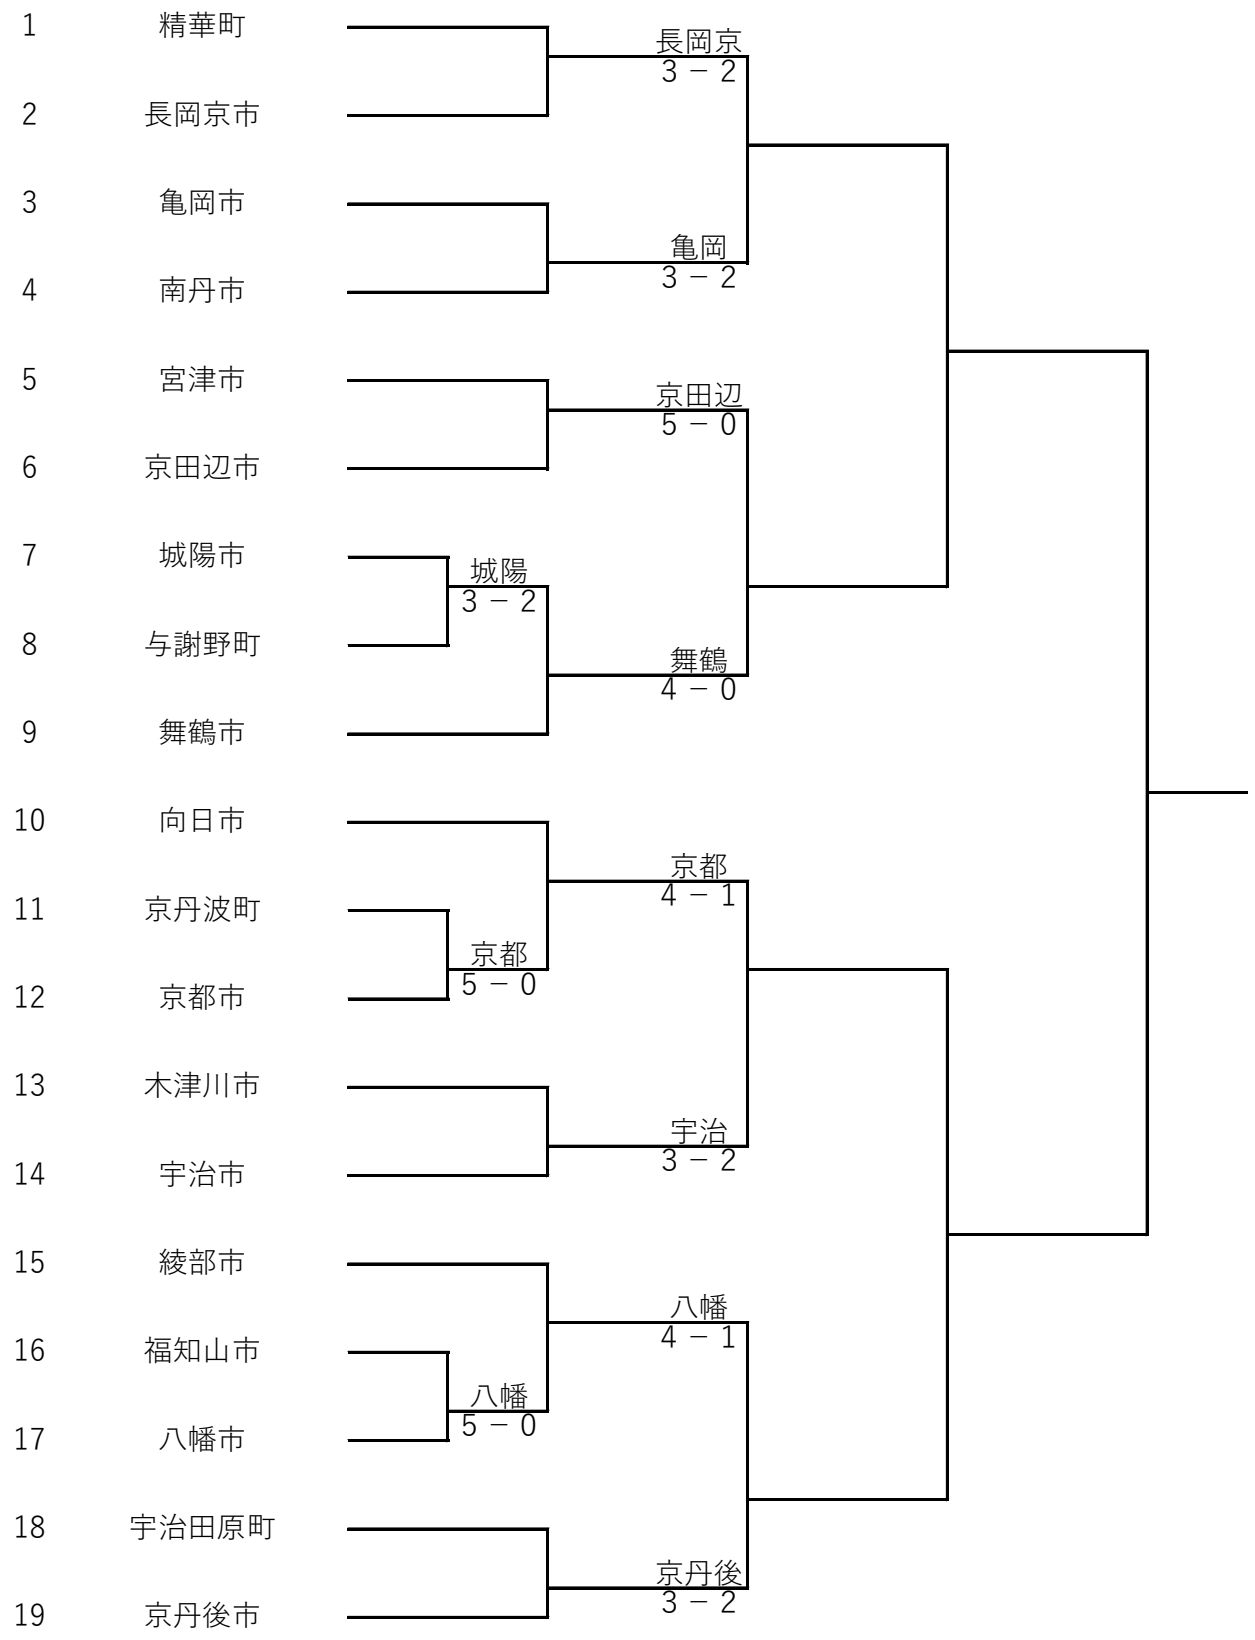 1 精華町
長岡京
3 − 2
2 長岡京市
3 亀岡市
亀岡
3 − 2
4 南丹市
5 宮津市
京田辺
5 − 0
6 京田辺市
7 城陽市
城陽
3 − 2
8 与謝野町
舞鶴
4 − 0
9 舞鶴市
10 向日市
京都
4 − 1
11 京丹波町
京都
5 − 0
12 京都市
13 木津川市
宇治
3 − 2
14 宇治市
15 綾部市
八幡
4 − 1
16 福知山市
八幡
5 − 0
17 八幡市
18 宇治田原町
京丹後
3 − 2
19 京丹後市